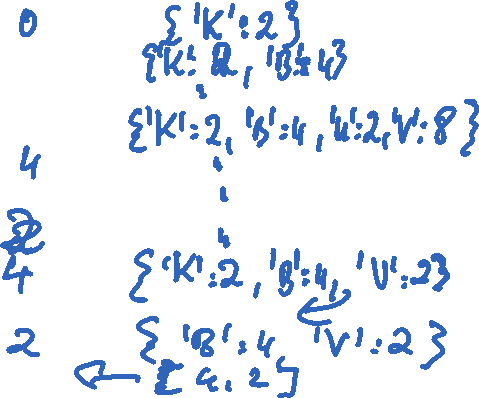 0 {'K':2}
{'K': 2, 'B':4}
{'K':2, 'B':4, 'U':2, 'V':8}
4
4 {'K':2, 'B':4, 'V':2}
2 {'B':4 'V':2}
← [4, 2]